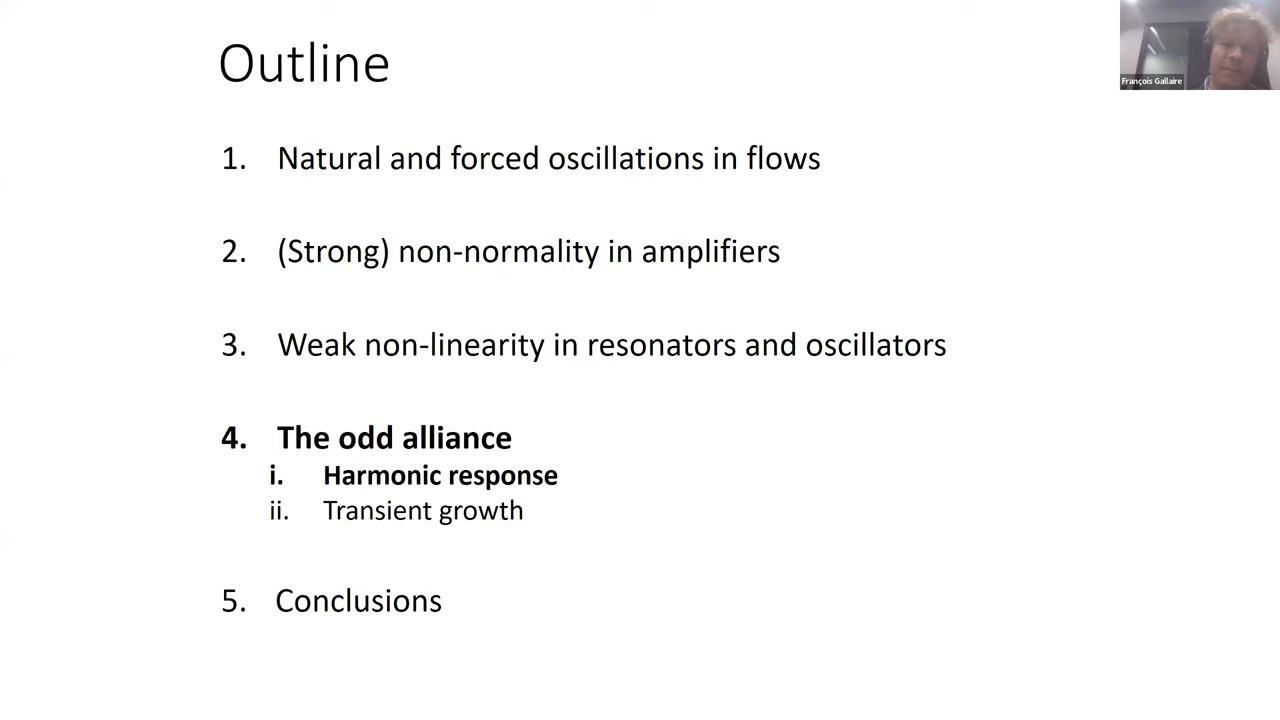 Outline
François Gallaire
1. Natural and forced oscillations in flows
2. (Strong) non-normality in amplifiers
3. Weak non-linearity in resonators and oscillators
4. The odd alliance
i. Harmonic response
ii. Transient growth
5. Conclusions